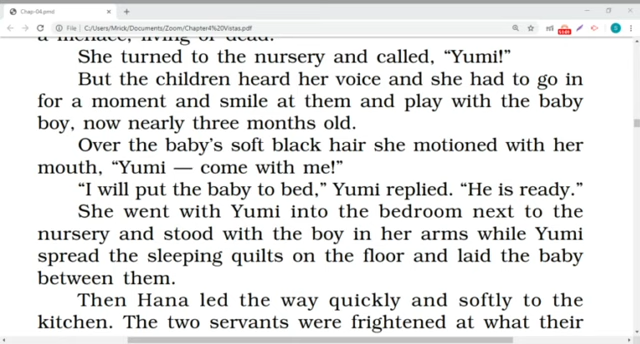 Chap-04.pmd
File | C:/Users/Mrick/Documents/Zoom/Chapter4%20Vistas.pdf
a menace, living or dead.
She turned to the nursery and called, “Yumi!”
But the children heard her voice and she had to go in
for a moment and smile at them and play with the baby
boy, now nearly three months old.
Over the baby’s soft black hair she motioned with her
mouth, “Yumi — come with me!”
“I will put the baby to bed,” Yumi replied. “He is ready.”
She went with Yumi into the bedroom next to the
nursery and stood with the boy in her arms while Yumi
spread the sleeping quilts on the floor and laid the baby
between them.
Then Hana led the way quickly and softly to the
kitchen. The two servants were frightened at what their